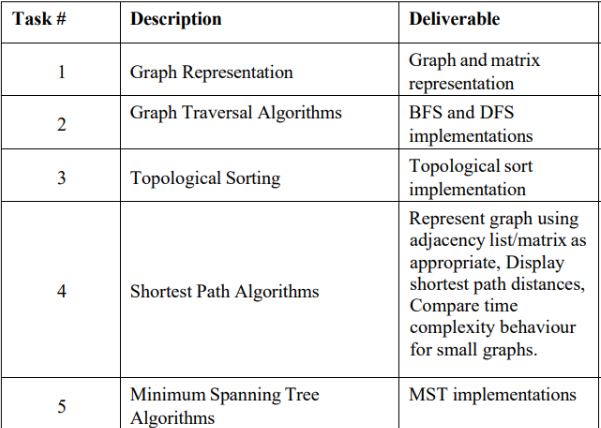 Task # Description Deliverable
1 Graph Representation Graph and matrix
representation
2 Graph Traversal Algorithms BFS and DFS
implementations
3 Topological Sorting Topological sort
implementation
4 Shortest Path Algorithms Represent graph using
adjacency list/matrix as
appropriate, Display
shortest path distances,
Compare time
complexity behaviour
for small graphs.
5 Minimum Spanning Tree
Algorithms
MST implementations